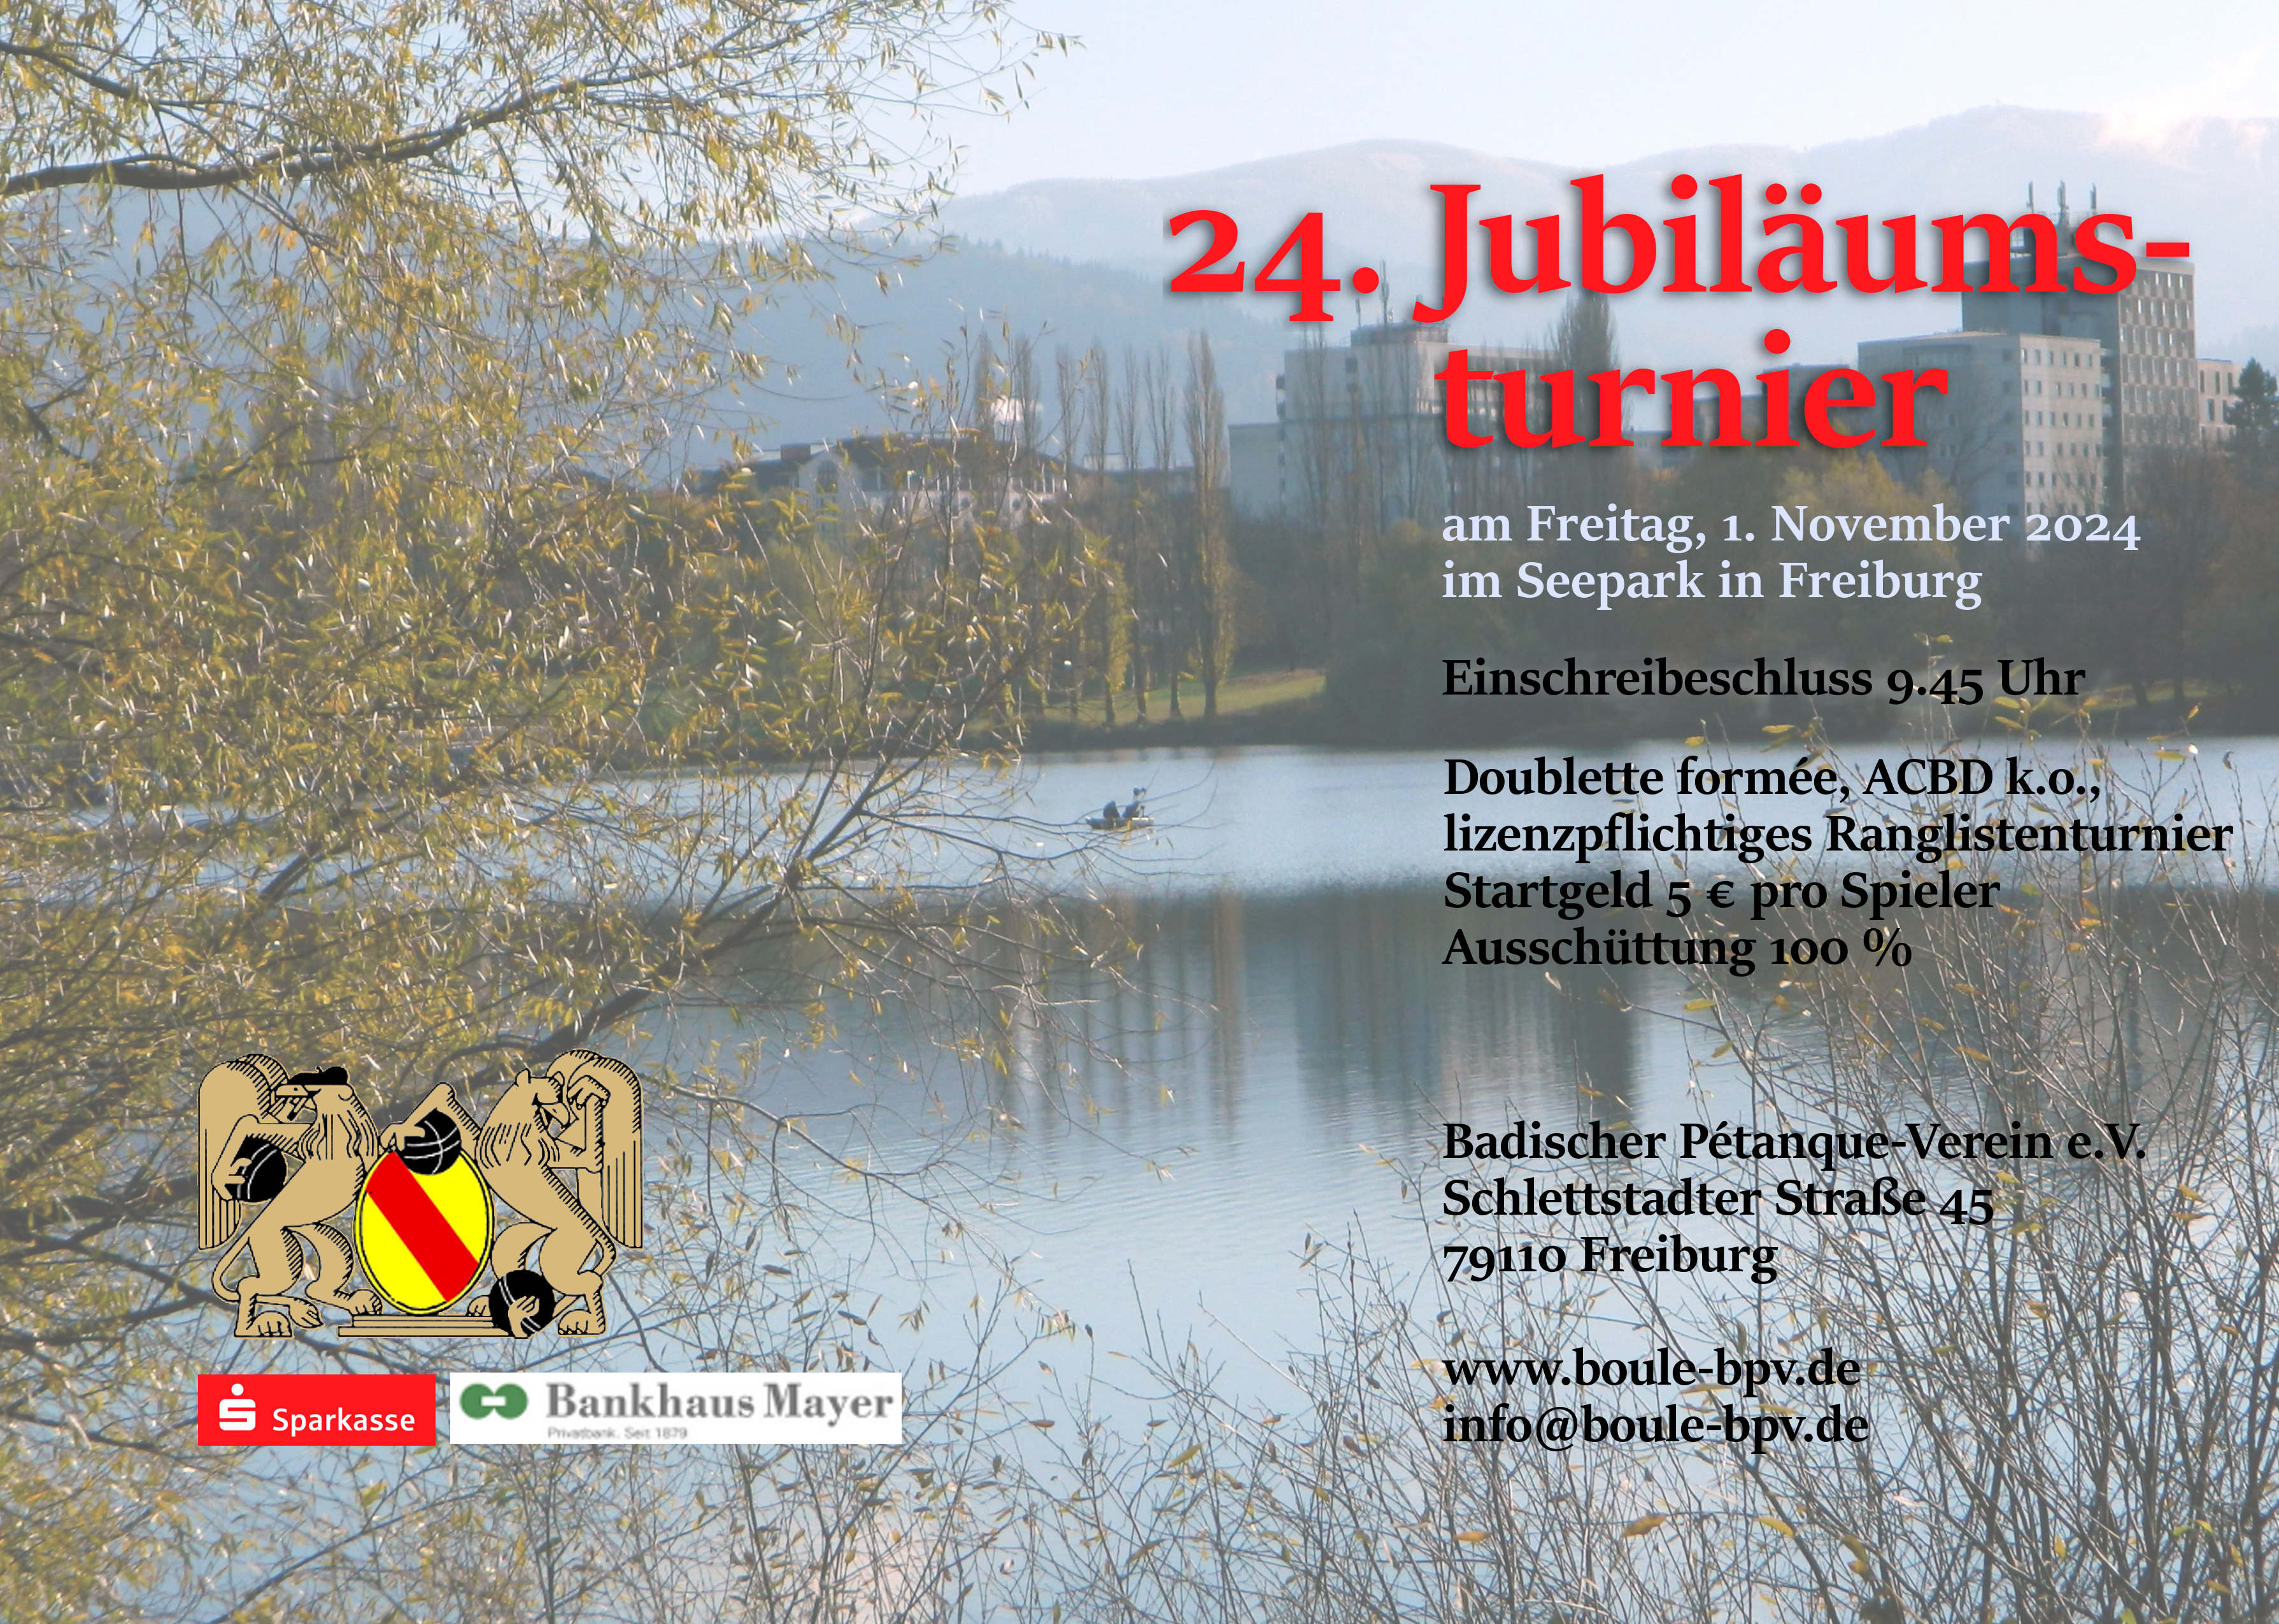 24. Jubiläums-
turnier
am Freitag, 1. November 2024
im Seepark in Freiburg
Einschreibeschluss 9.45 Uhr
Doublette formée, ACBD k.o.,
lizenzpflichtiges Ranglistenturnier
Startgeld 5 € pro Spieler
Ausschüttung 100 %
Badischer Pétanque-Verein e.V.
Schlettstadter Straße 45
79110 Freiburg
www.boule-bpv.de
info@boule-bpv.de
Sparkasse
Bankhaus Mayer
Privatbank. Seit 1879